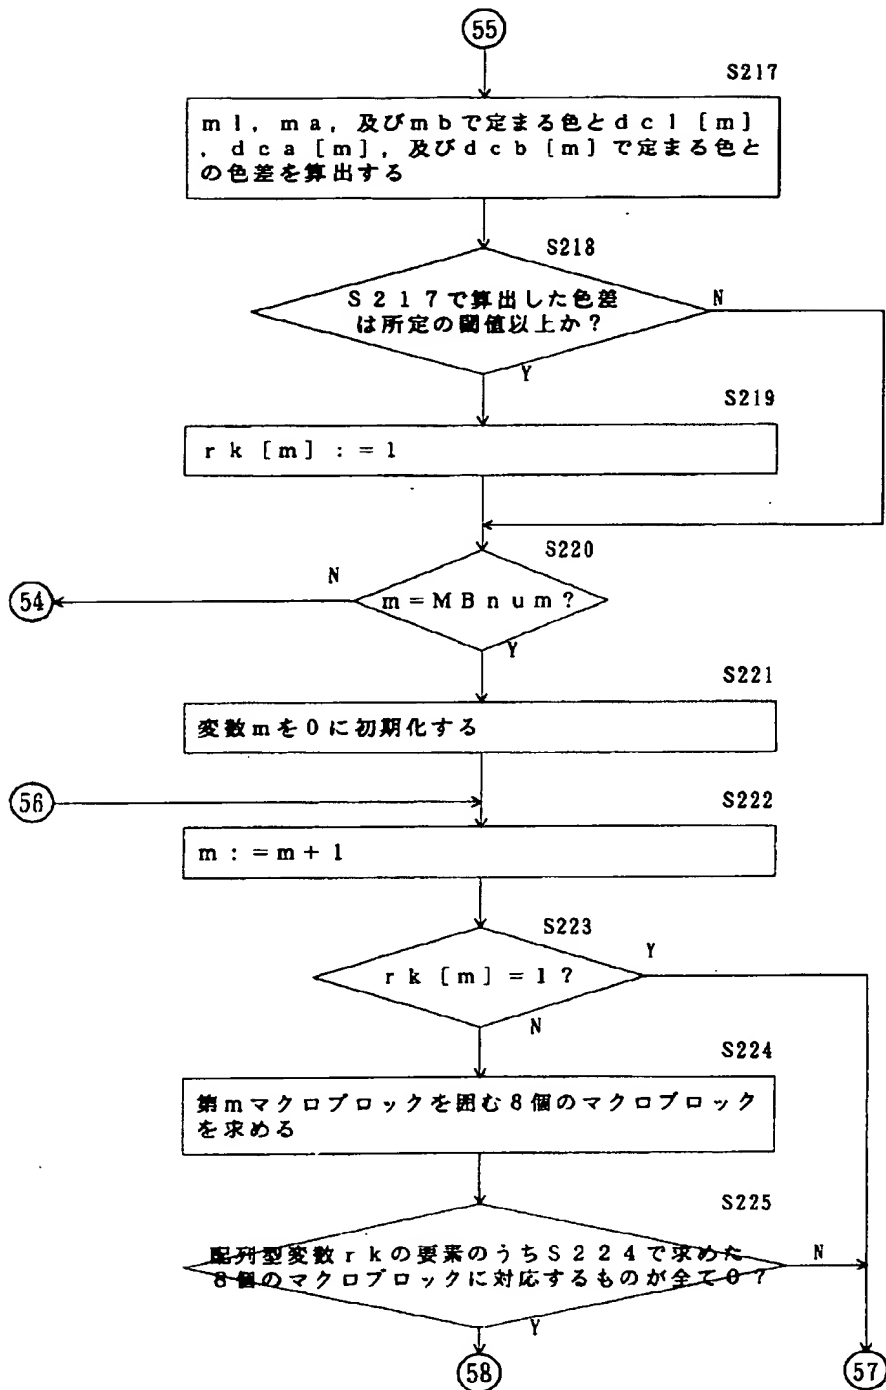 55
S217
ml，ma，及びmbで定まる色とdcl［m］
，dca［m］，及びdcb［m］で定まる色と
の色差を算出する
S218
S217で算出した色差
は所定の閾値以上か？
N
Y
S219
rk［m］：＝1
S220
N
54
m＝MBnum？
Y
S221
変数mを0に初期化する
56
S222
m：＝m＋1
S223
Y
rk［m］＝1？
N
S224
第mマクロブロックを囲む8個のマクロブロック
を求める
S225
配列型変数rkの要素のうちS224で求めた
8個のマクロブロックに対応するものが全て0？
N
Y
58
57